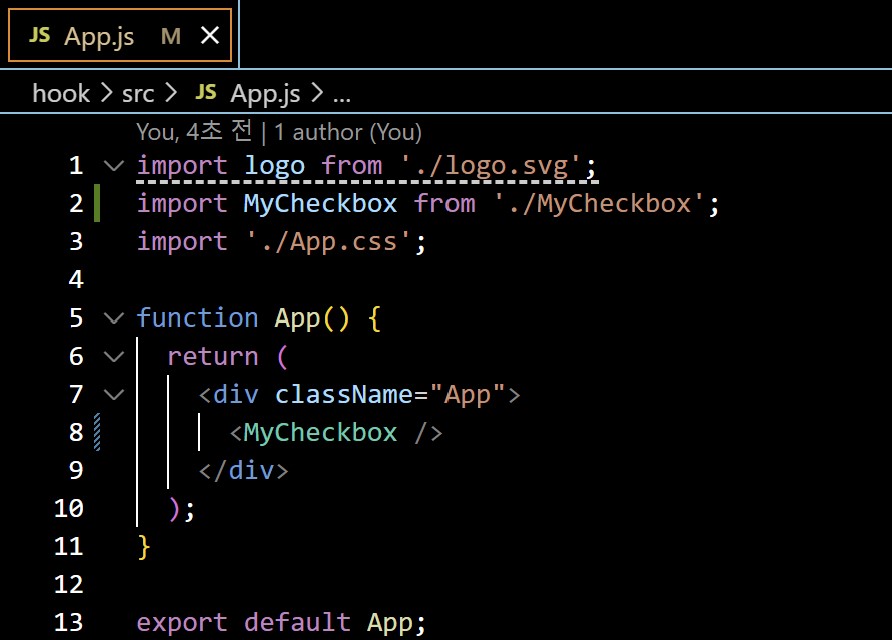 JS App.js M
hook > src > JS App.js > ...
You, 4초 전 | 1 author (You)
1 import logo from './logo.svg';
2 import MyCheckbox from './MyCheckbox';
3 import './App.css';
4
5 function App() {
6   return (
7     <div className="App">
8       <MyCheckbox />
9     </div>
10   );
11 }
12
13 export default App;